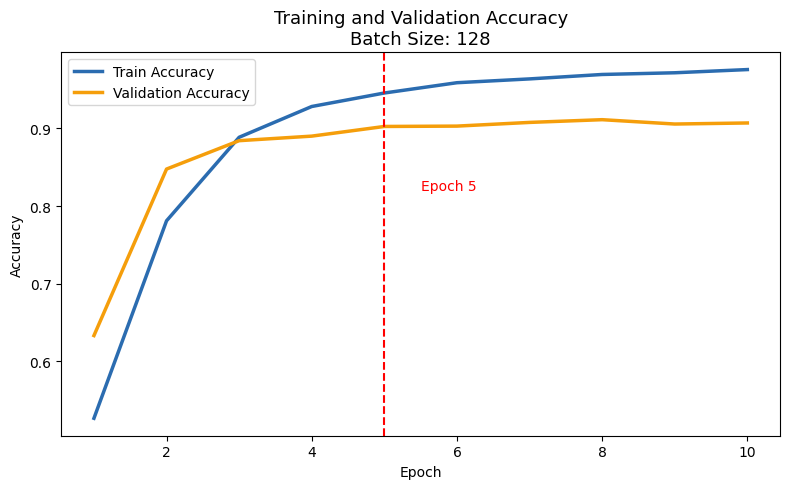 Training and Validation Accuracy
Batch Size: 128
Train Accuracy
Validation Accuracy
0.9
0.8
0.7
0.6
Accuracy
Epoch 5
2
4
6
8
10
Epoch